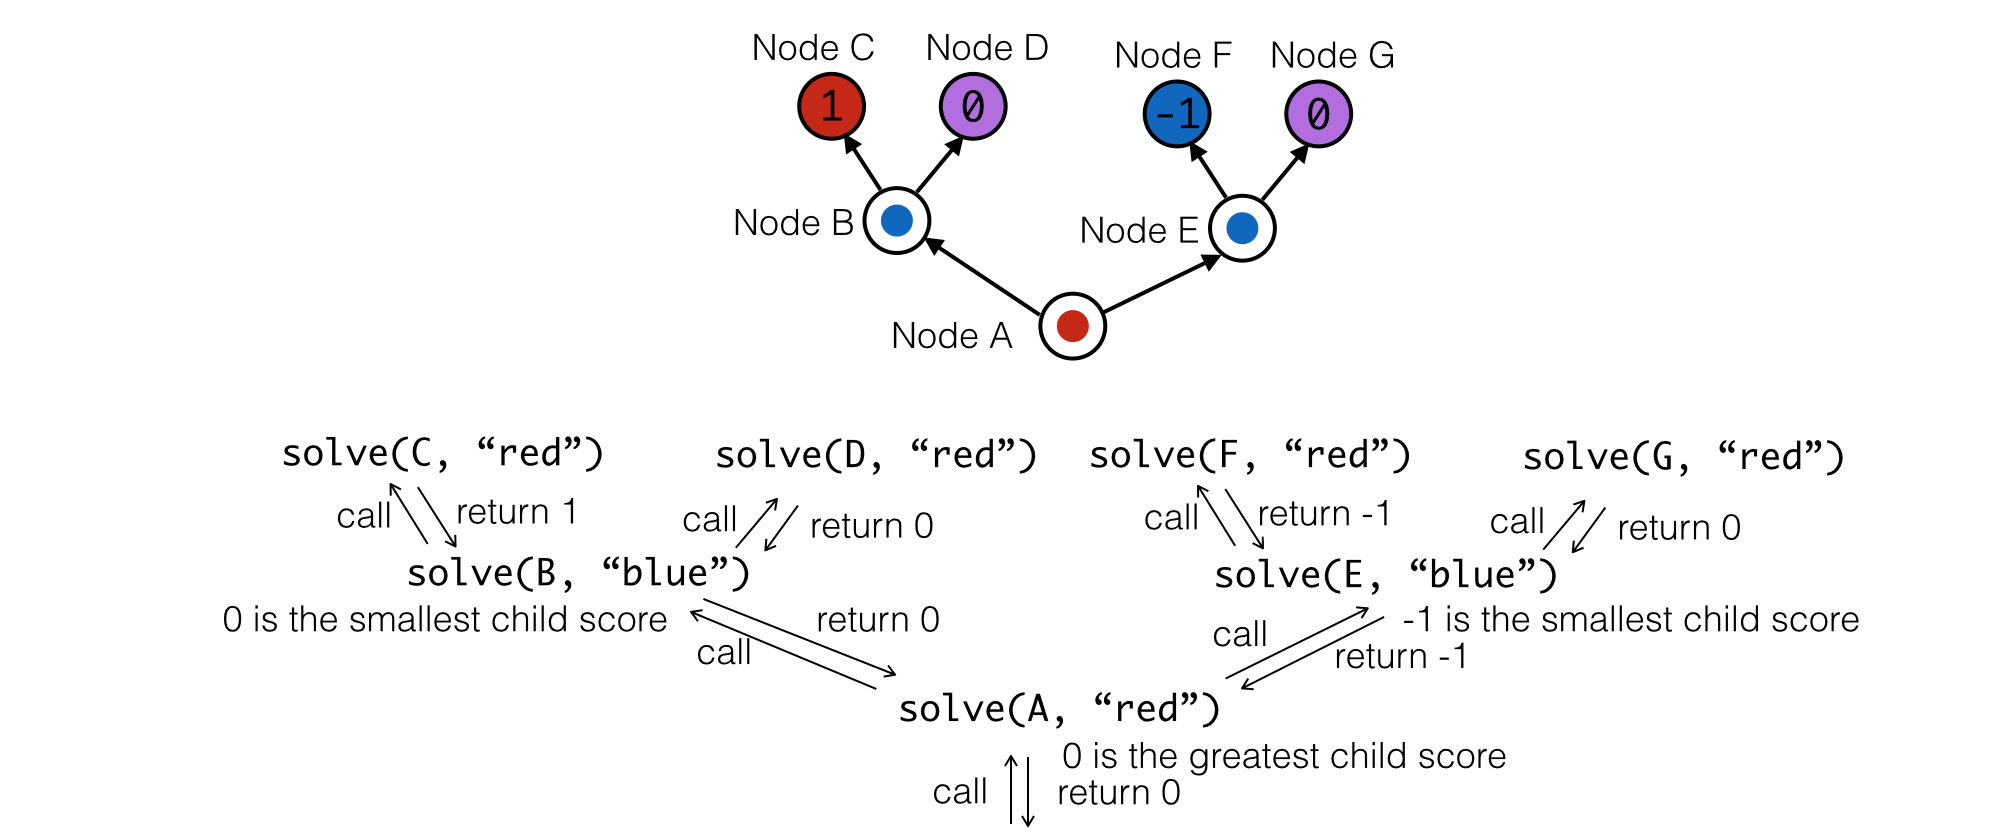 Node C Node D Node F Node G
1 0 -1 0
Node B Node E
Node A
solve(C, “red”) solve(D, “red”) solve(F, “red”) solve(G, “red”)
call return 1 call return 0 call return -1 call return 0
solve(B, “blue”) solve(E, “blue”)
0 is the smallest child score return 0 -1 is the smallest child score
call call return -1
solve(A, “red”)
0 is the greatest child score
call return 0